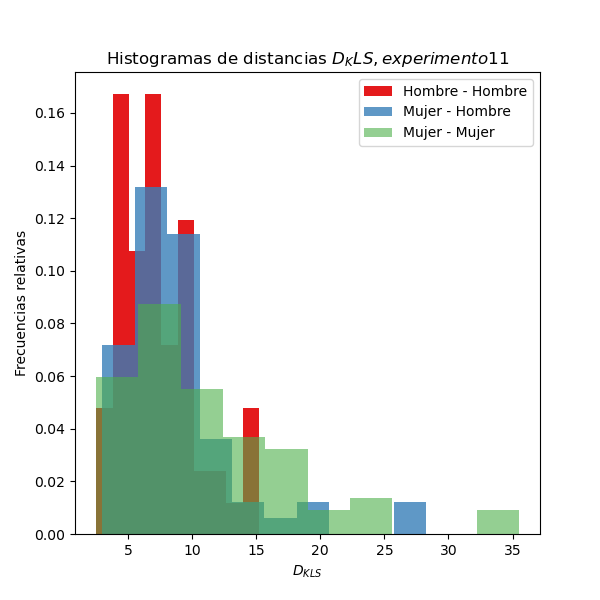 Histogramas de distancias $D_KLS, experimento11$
Hombre - Hombre
Mujer - Hombre
Mujer - Mujer
Frecuencias relativas
0.16
0.14
0.12
0.10
0.08
0.06
0.04
0.02
0.00
5 10 15 20 25 30 35
$D_{KLS}$